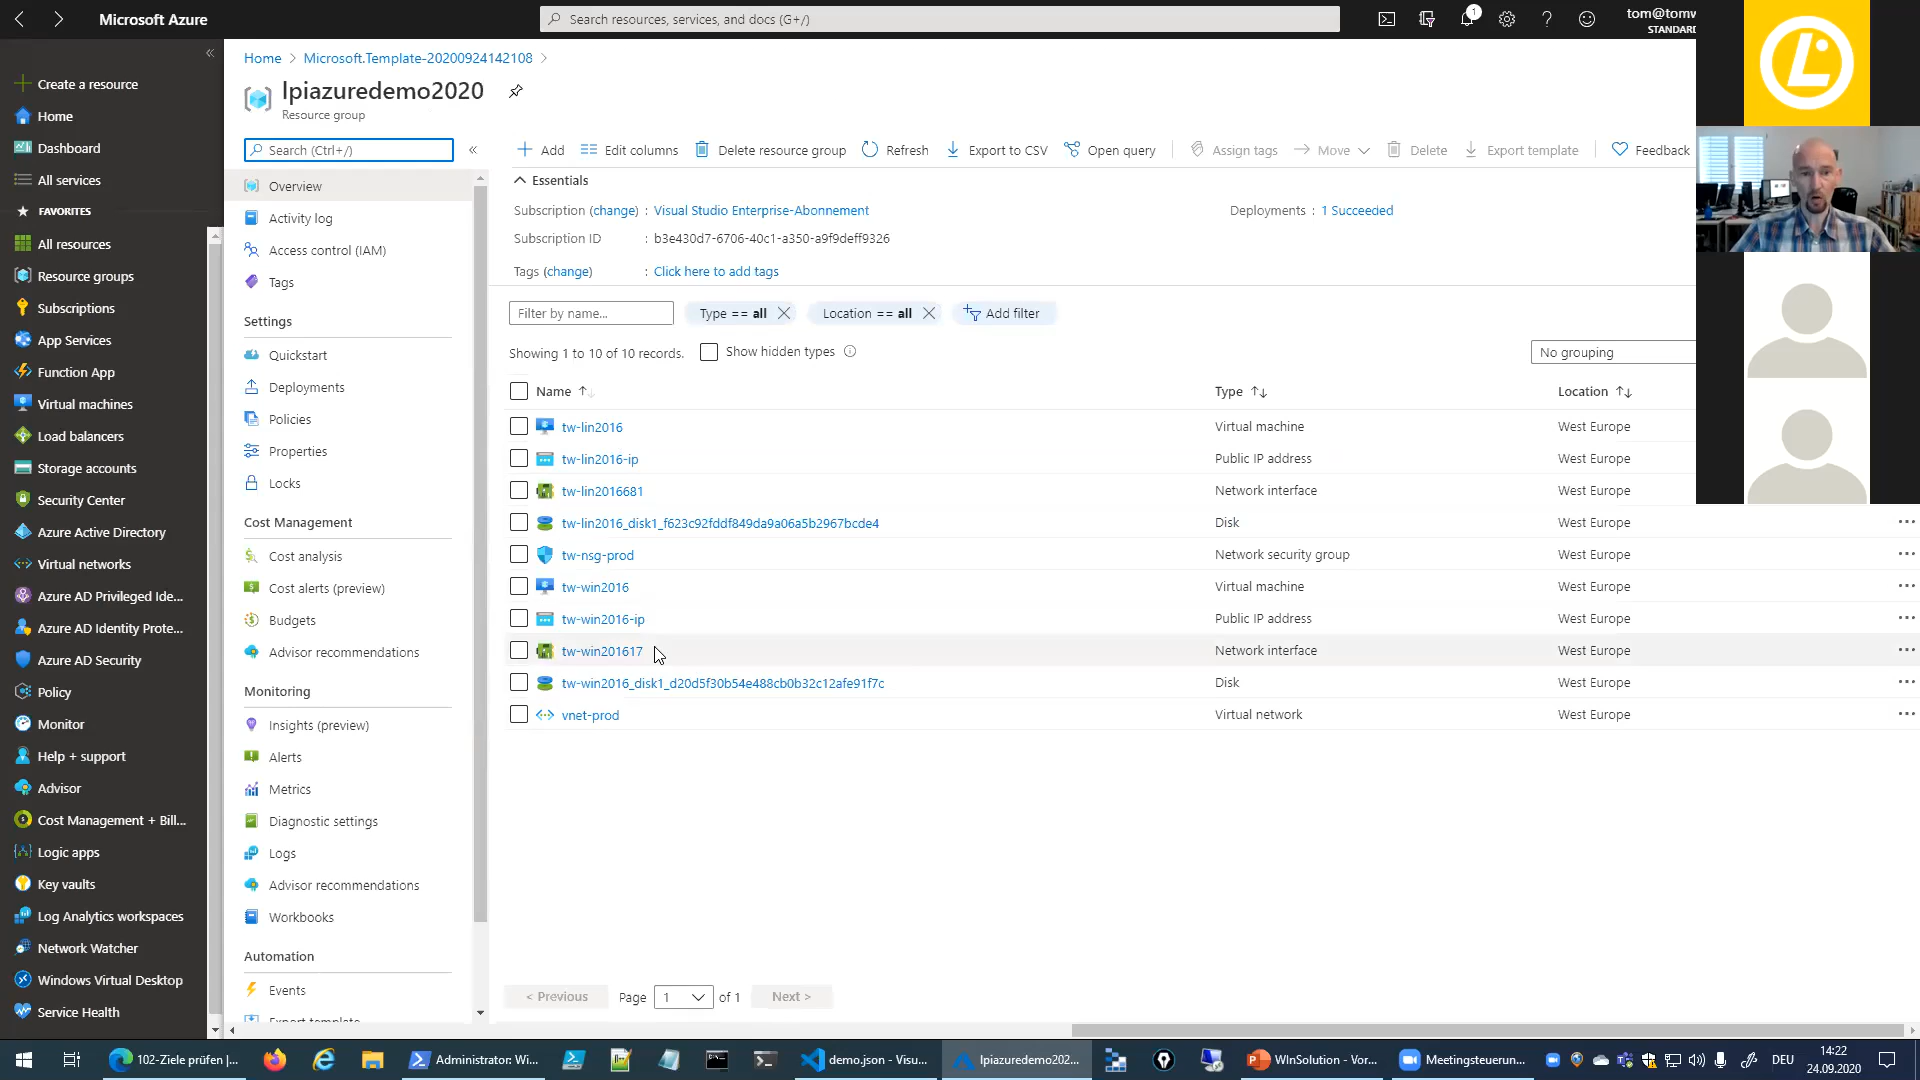 Microsoft Azure
Search resources, services, and docs (G+/)
1
tom@tomw
STANDARD
Create a resource
Home
Dashboard
All services
FAVORITES
All resources
Resource groups
Subscriptions
App Services
Function App
Virtual machines
Load balancers
Storage accounts
Security Center
Azure Active Directory
Virtual networks
Azure AD Privileged Ide...
Azure AD Identity Prote...
Azure AD Security
Policy
Monitor
Help + support
Advisor
Cost Management + Bill...
Logic apps
Key vaults
Log Analytics workspaces
Network Watcher
Windows Virtual Desktop
Service Health
Home > Microsoft.Template-20200924142108 >
lpiazuredemo2020
Resource group
Search (Ctrl+/)
Overview
Activity log
Access control (IAM)
Tags
Settings
Quickstart
Deployments
Policies
Properties
Locks
Cost Management
Cost analysis
Cost alerts (preview)
Budgets
Advisor recommendations
Monitoring
Insights (preview)
Alerts
Metrics
Diagnostic settings
Logs
Advisor recommendations
Workbooks
Automation
Events
Export template
Add Edit columns Delete resource group Refresh Export to CSV Open query Assign tags Move Delete Export template Feedback
Essentials
Subscription (change) : Visual Studio Enterprise-Abonnement
Deployments : 1 Succeeded
Subscription ID : b3e430d7-6706-40c1-a350-a9f9deff9326
Tags (change) : Click here to add tags
Filter by name... Type == all Location == all Add filter
Showing 1 to 10 of 10 records. Show hidden types
No grouping
Name Type Location
tw-lin2016 Virtual machine West Europe
tw-lin2016-ip Public IP address West Europe
tw-lin2016681 Network interface West Europe
tw-lin2016_disk1_f623c92fddf849da9a06a5b2967bcde4 Disk West Europe
tw-nsg-prod Network security group West Europe
tw-win2016 Virtual machine West Europe
tw-win2016-ip Public IP address West Europe
tw-win201617 Network interface West Europe
tw-win2016_disk1_d20d5f30b54e488cb0b32c12afe91f7c Disk West Europe
vnet-prod Virtual network West Europe
< Previous Page 1 of 1 Next >
102-Ziele prüfen |...
Administrator: Wi...
demo.json - Visu...
lpiazuredemo202...
WInSolution - Vor...
Meetingsteuerun...
DEU
14:22
24.09.2020